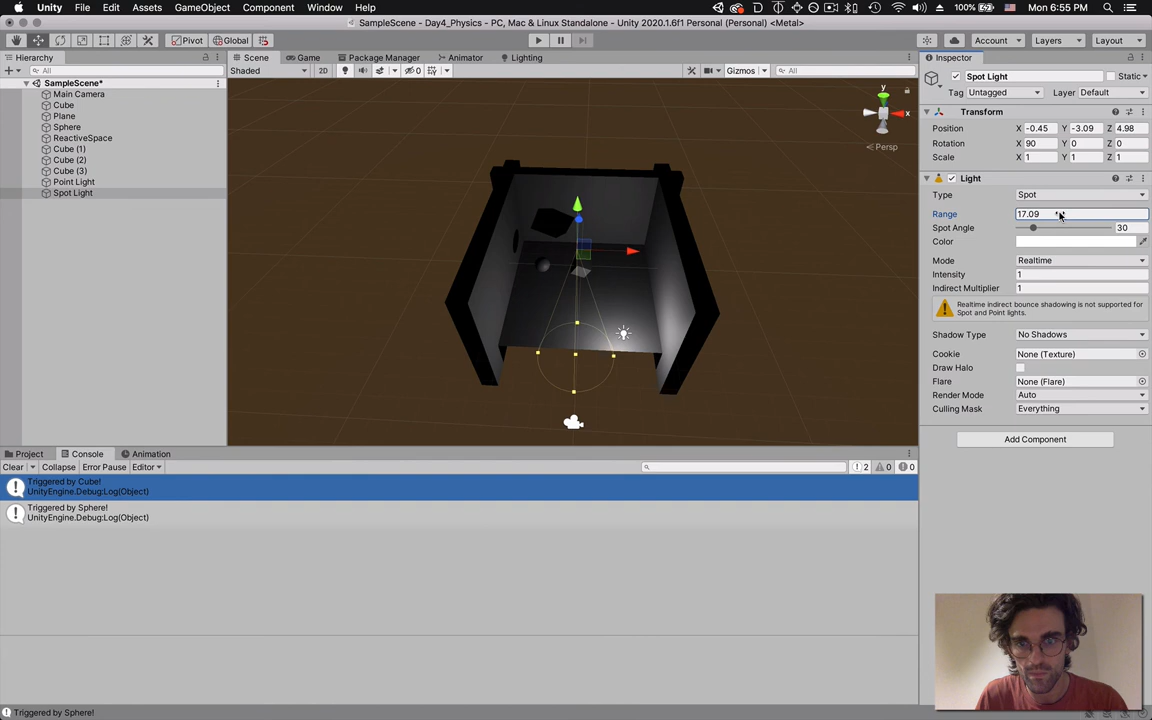 Unity File Edit Assets GameObject Component Window Help 100% Mon 6:55 PM
SampleScene - Day4_Physics - PC, Mac & Linux Standalone - Unity 2020.1.6f1 Personal (Personal) <Metal>
Pivot Global Account Layers Layout
Hierarchy
All
SampleScene*
Main Camera
Cube
Plane
Sphere
ReactiveSpace
Cube (1)
Cube (2)
Cube (3)
Point Light
Spot Light
Scene Game Package Manager Animator Lighting
Shaded 2D 0 Gizmos All
y
x
Persp
Inspector
Spot Light Static
Tag Untagged Layer Default
Transform
Position X -0.45 Y -3.09 Z 4.98
Rotation X 90 Y 0 Z 0
Scale X 1 Y 1 Z 1
Light
Type Spot
Range 17.09
Spot Angle 30
Color
Mode Realtime
Intensity 1
Indirect Multiplier 1
Realtime indirect bounce shadowing is not supported for
Spot and Point lights.
Shadow Type No Shadows
Cookie None (Texture)
Draw Halo
Flare None (Flare)
Render Mode Auto
Culling Mask Everything
Add Component
Project Console Animation
Clear Collapse Error Pause Editor 2 0 0
Triggered by Cube!
UnityEngine.Debug:Log(Object)
Triggered by Sphere!
UnityEngine.Debug:Log(Object)
Triggered by Sphere!